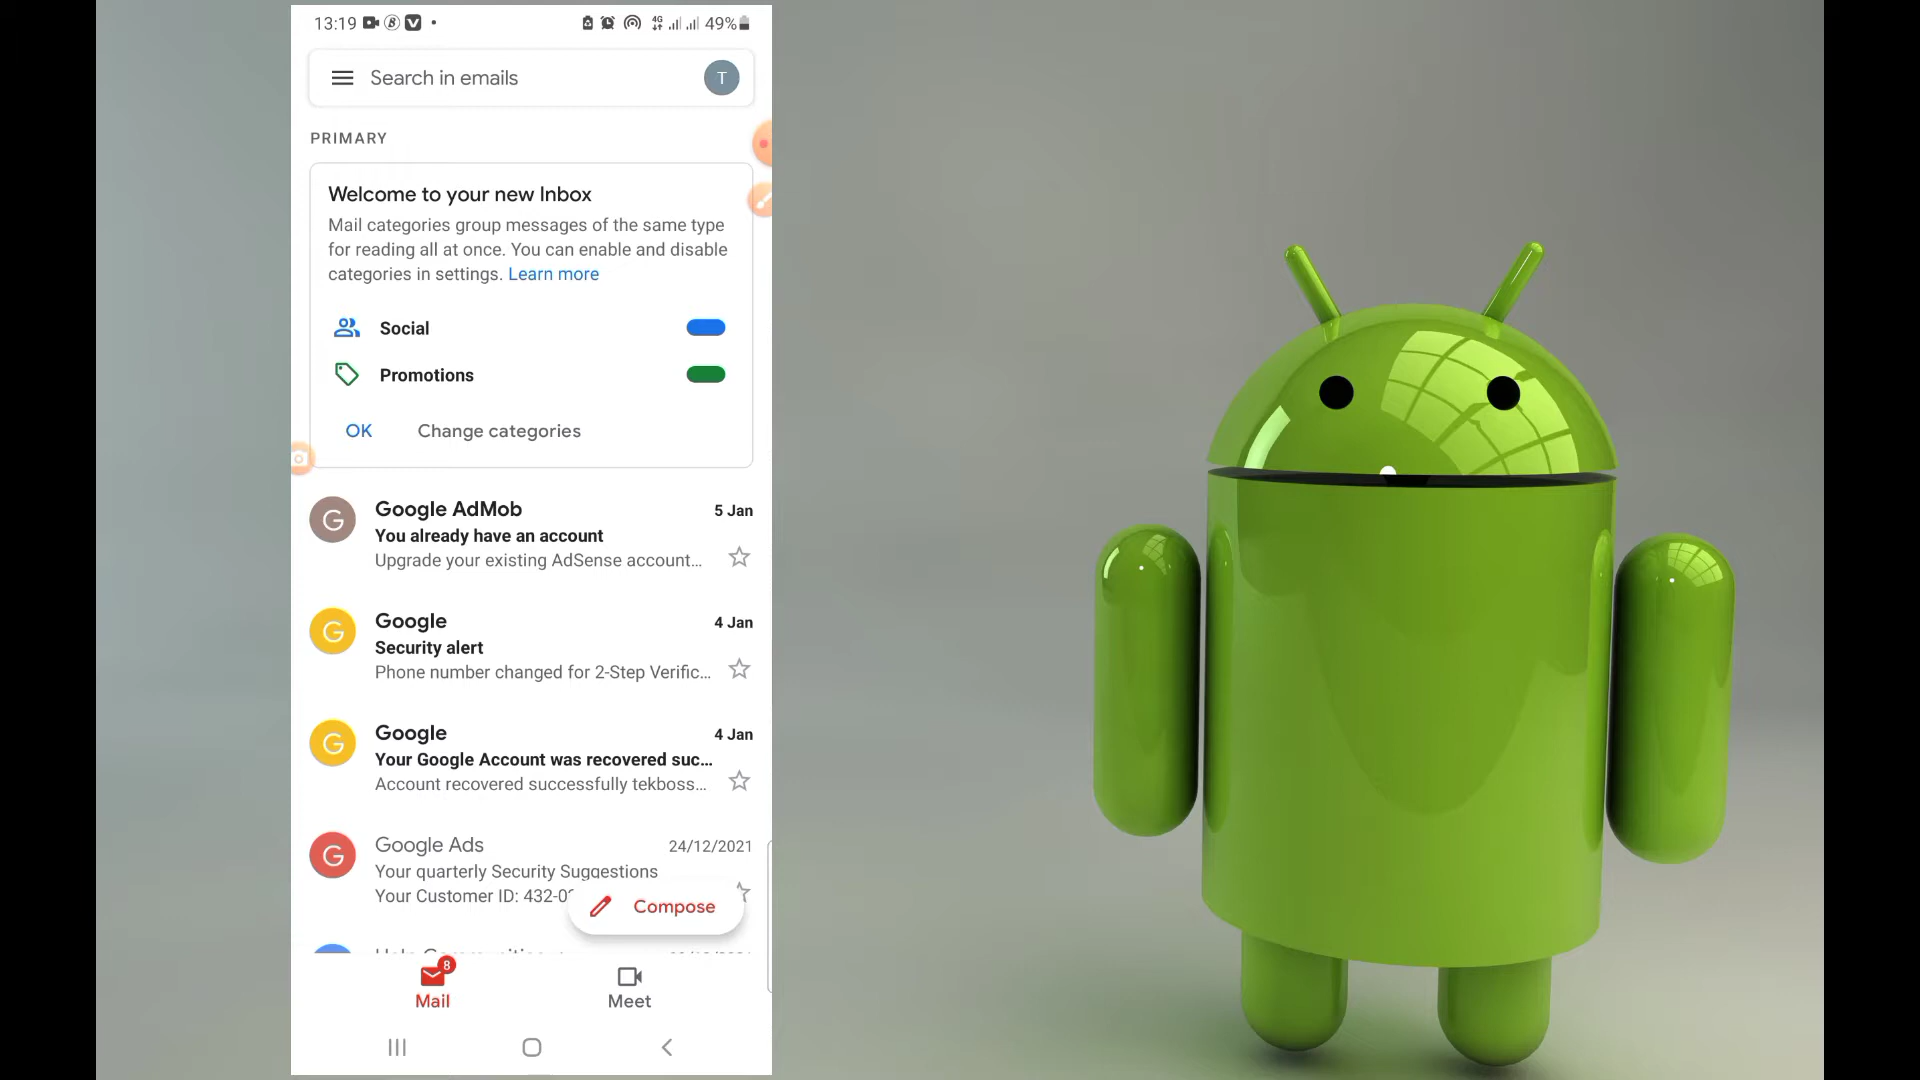 13:19
4G 49%
Search in emails
T
PRIMARY
Welcome to your new Inbox
Mail categories group messages of the same type
for reading all at once. You can enable and disable
categories in settings. Learn more
Social
Promotions
OK Change categories
G
Google AdMob 5 Jan
You already have an account
Upgrade your existing AdSense account...
G
Google 4 Jan
Security alert
Phone number changed for 2-Step Verific...
G
Google 4 Jan
Your Google Account was recovered suc...
Account recovered successfully tekboss...
G
Google Ads 24/12/2021
Your quarterly Security Suggestions
Your Customer ID: 432-0
Compose
8
Mail Meet